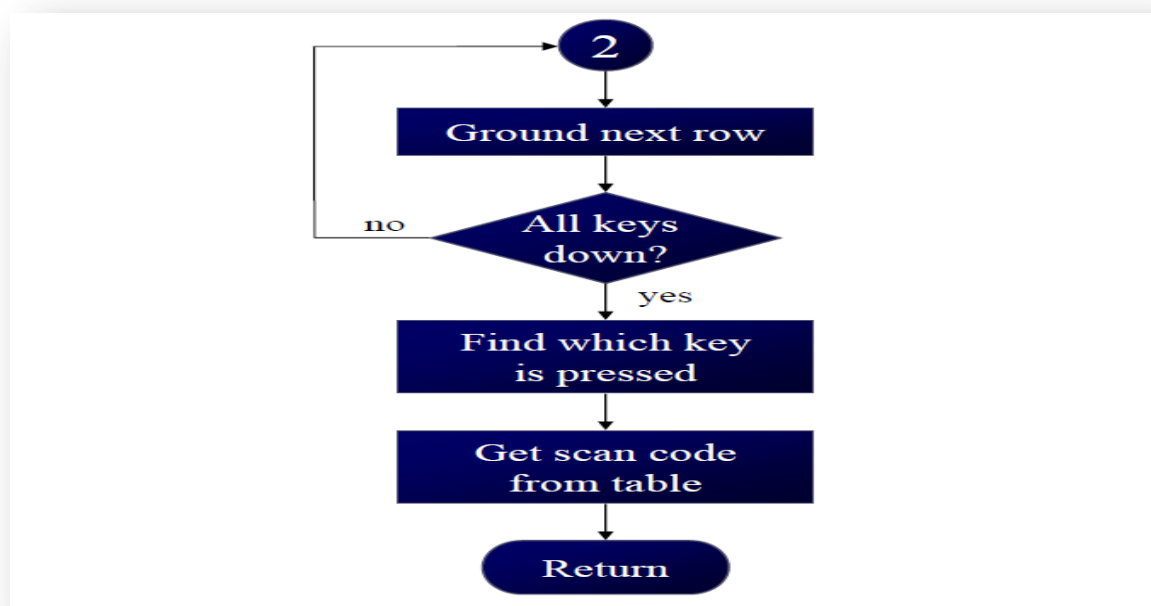 2
Ground next row
All keys
down?
no
yes
Find which key
is pressed
Get scan code
from table
Return